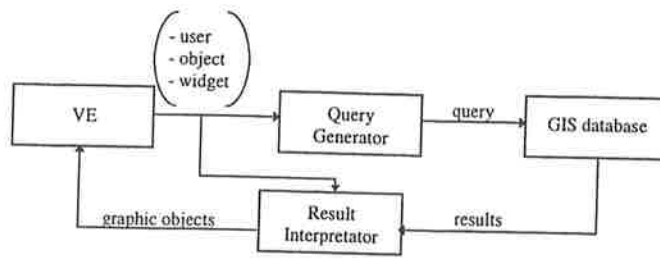 - user
- object
- widget
VE
Query
Generator
query
GIS database
graphic objects
Result
Interpretator
results